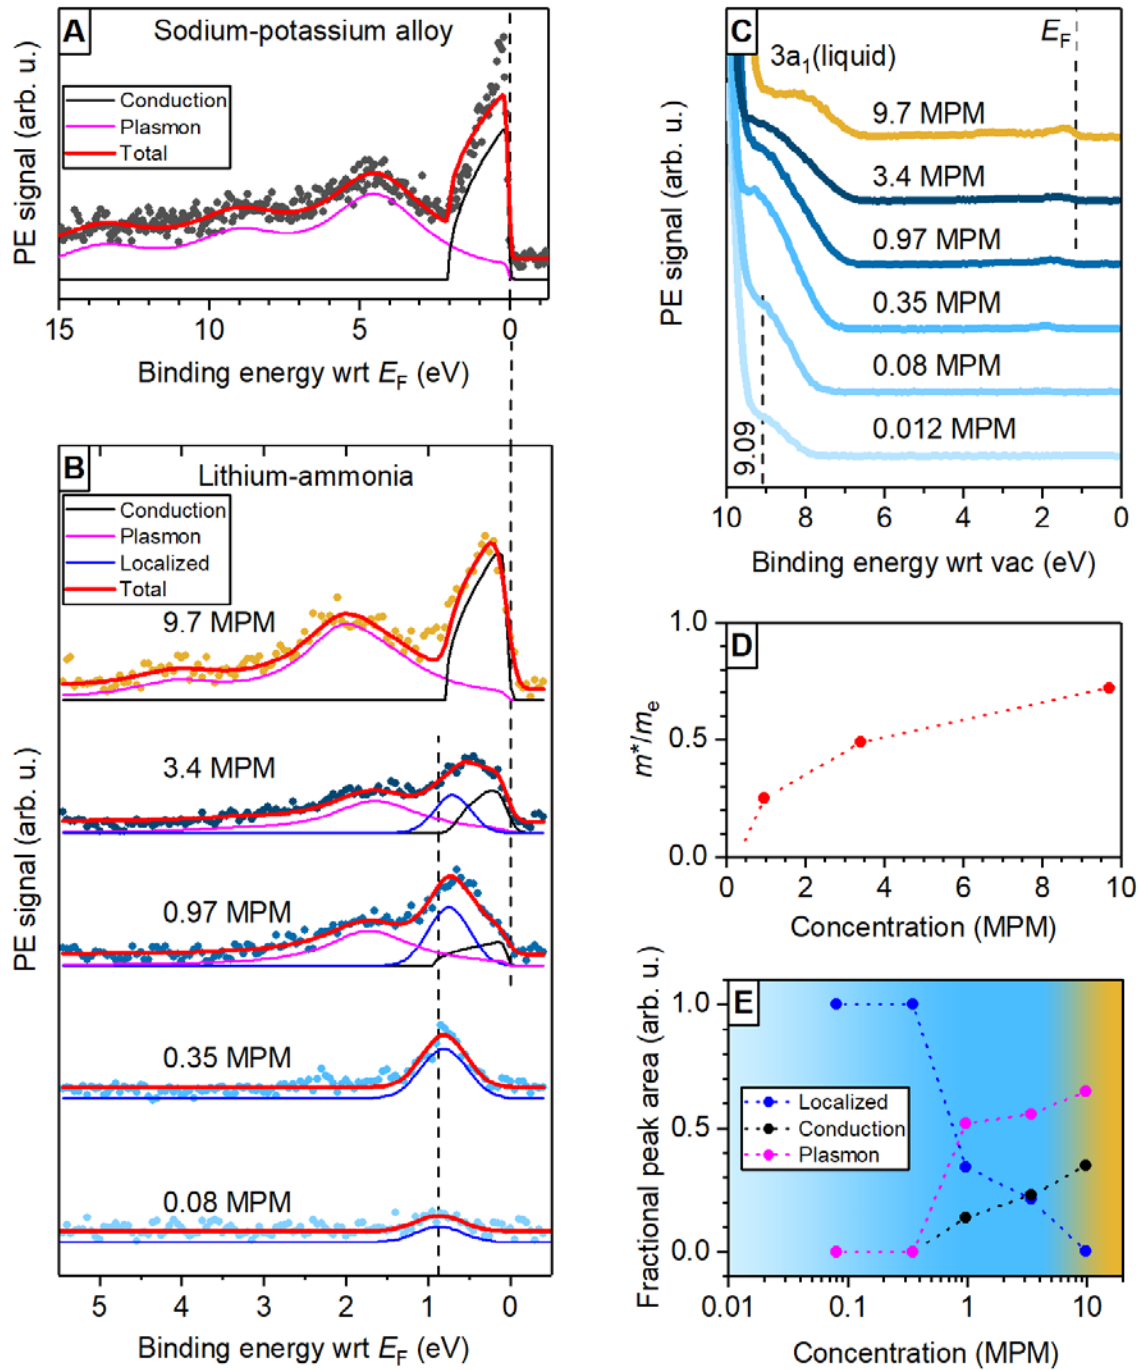 A
Sodium-potassium alloy
Conduction
Plasmon
Total
PE signal (arb. u.)
15 10 5 0
Binding energy wrt EF (eV)
B
Lithium-ammonia
Conduction
Plasmon
Localized
Total
9.7 MPM
3.4 MPM
0.97 MPM
0.35 MPM
0.08 MPM
PE signal (arb. u.)
5 4 3 2 1 0
Binding energy wrt EF (eV)
C
3a1(liquid)
EF
9.7 MPM
3.4 MPM
0.97 MPM
0.35 MPM
0.08 MPM
0.012 MPM
9.09
PE signal (arb. u.)
10 8 6 4 2 0
Binding energy wrt vac (eV)
D
1.0
0.5
0.0
m*/me
0 2 4 6 8 10
Concentration (MPM)
E
1.0
0.5
0.0
Fractional peak area (arb. u.)
Localized
Conduction
Plasmon
0.01 0.1 1 10
Concentration (MPM)